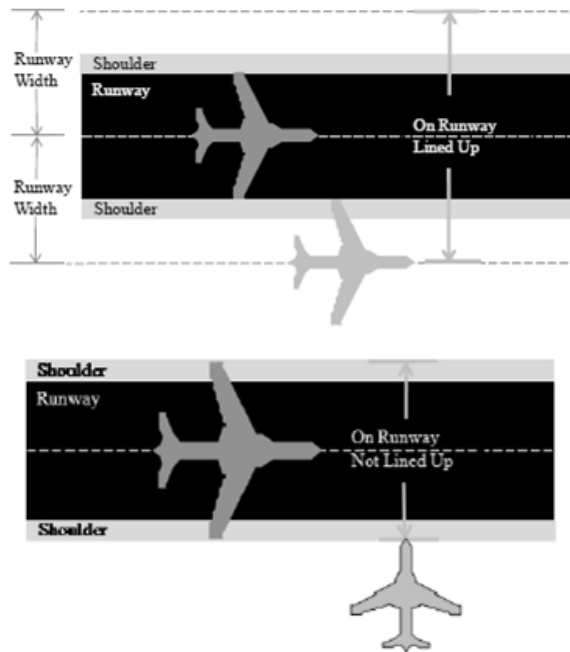 Shoulder
Runway
Width
Runway
On Runway
Lined Up
Runway
Width
Shoulder
Shoulder
Runway
On Runway
Not Lined Up
Shoulder